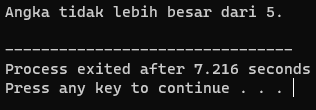 Angka tidak lebih besar dari 5.
--------------------------------
Process exited after 7.216 seconds
Press any key to continue . . .